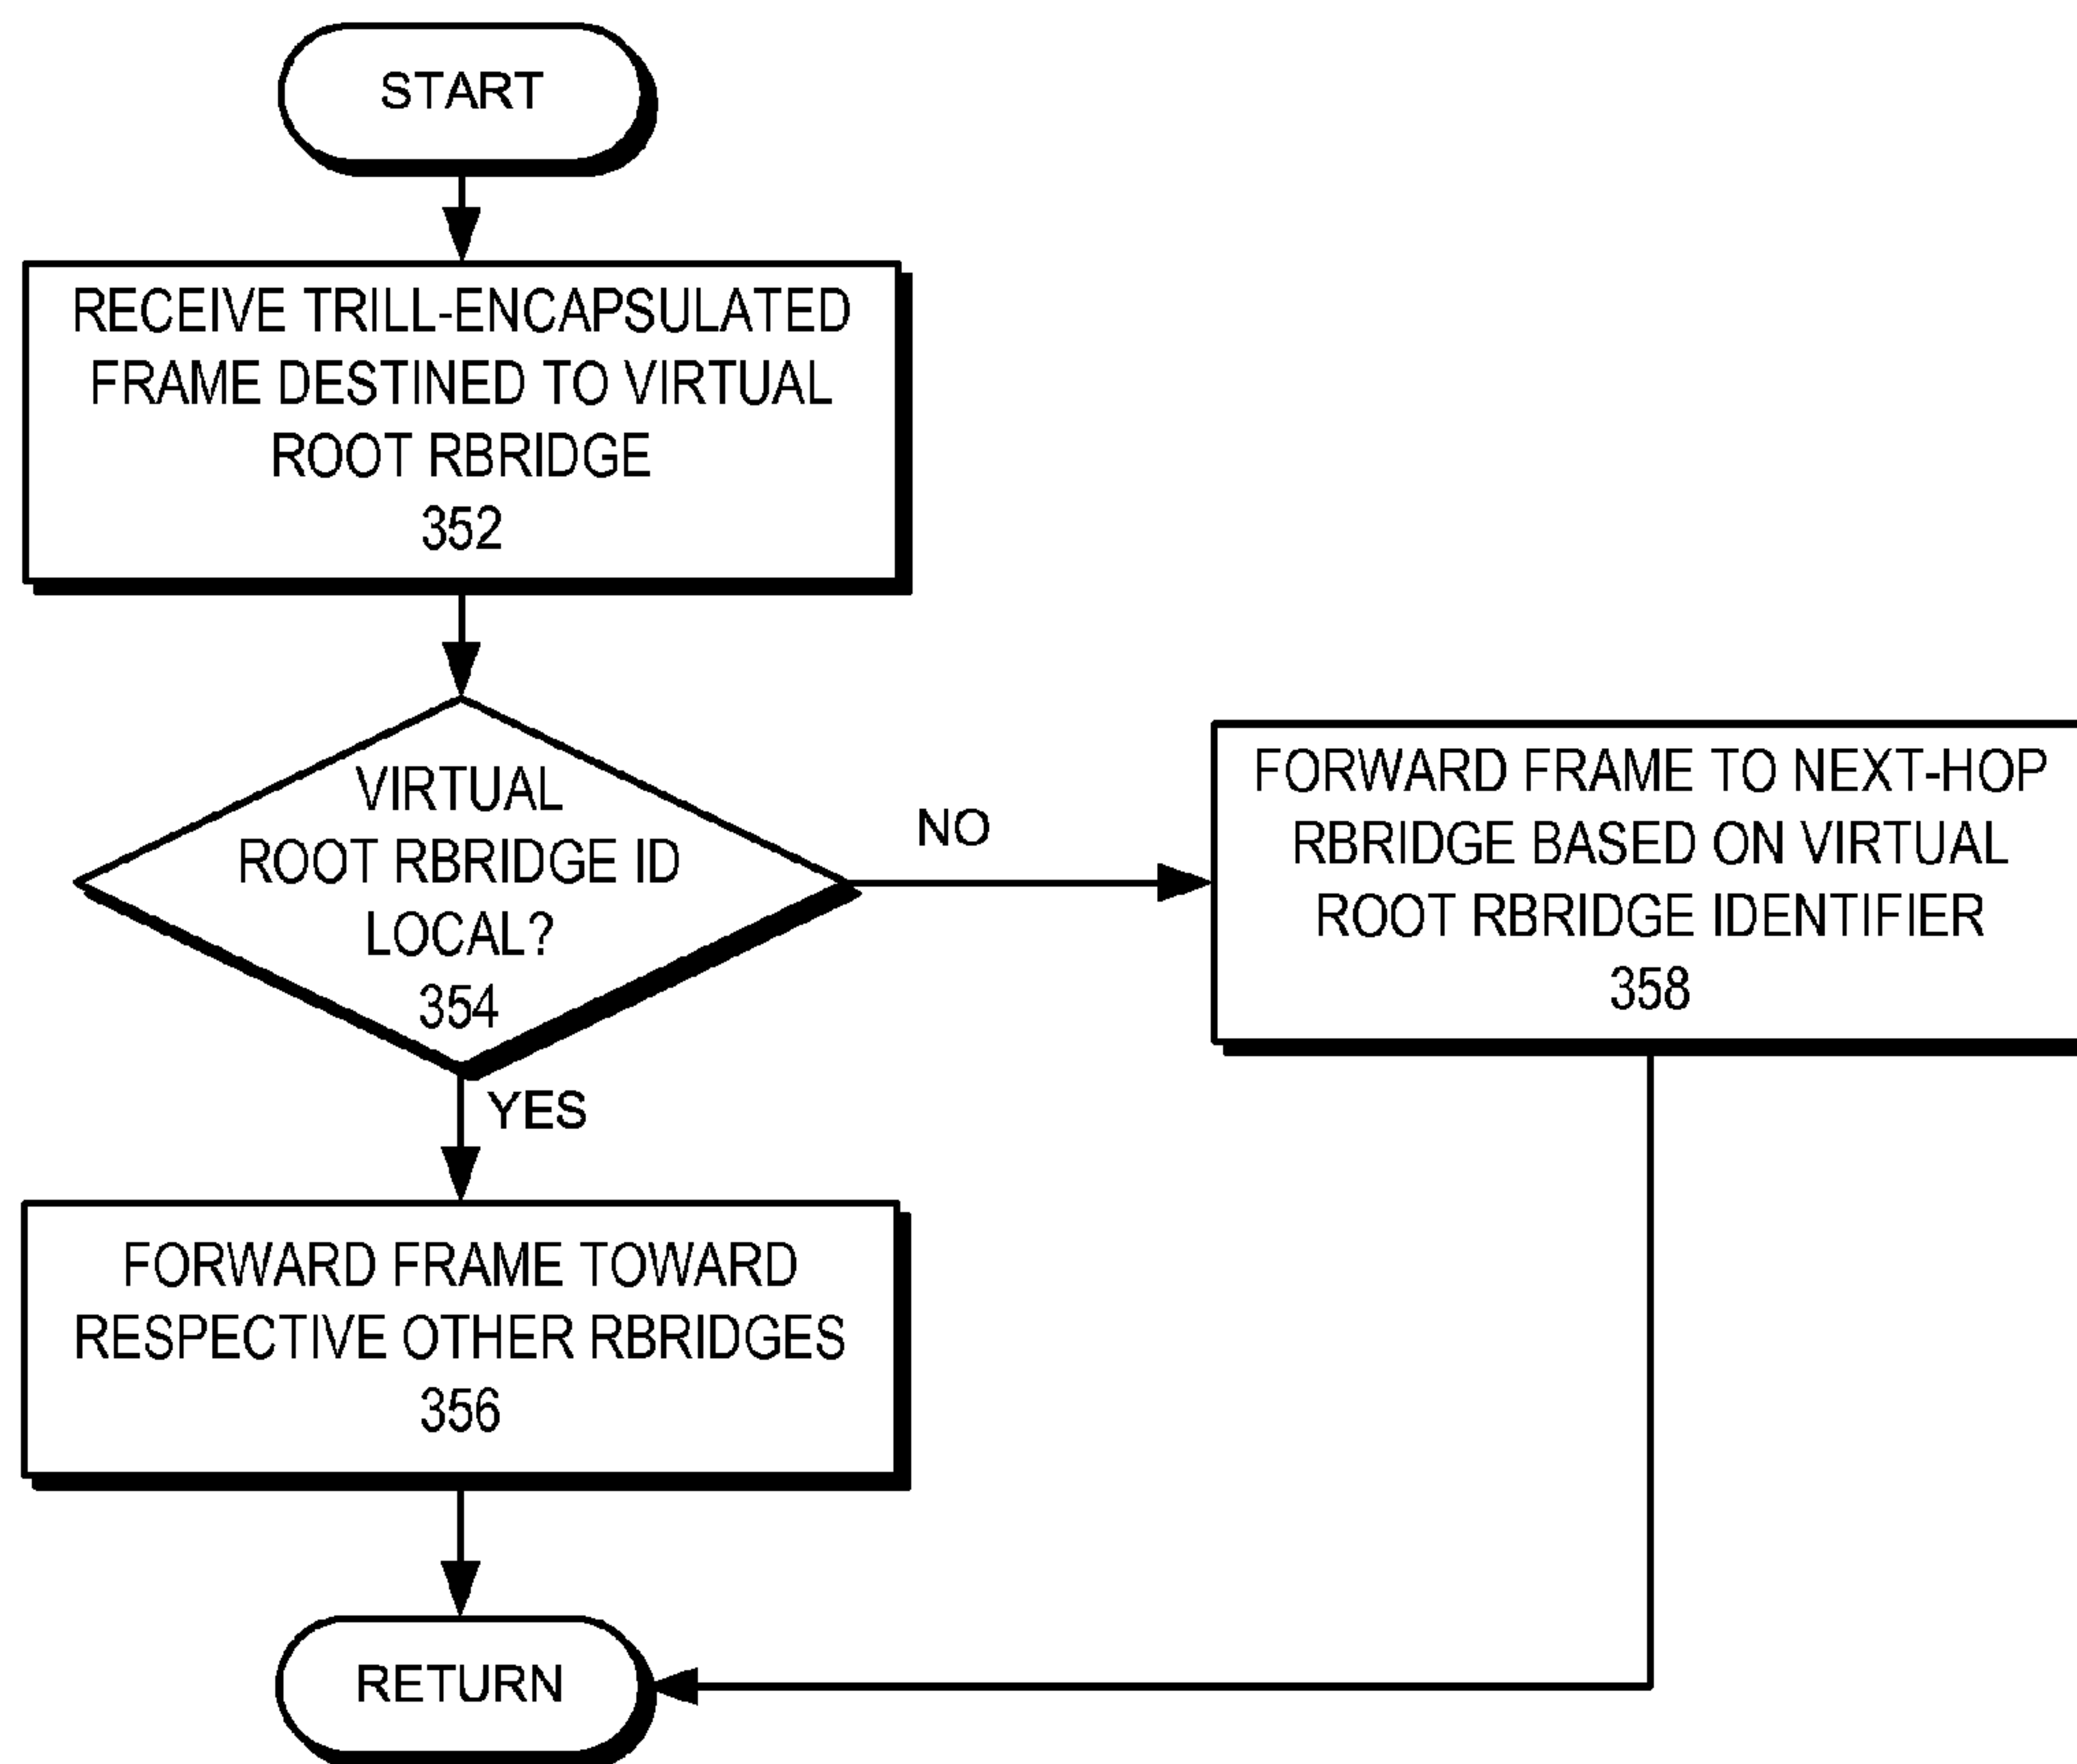 START
RECEIVE TRILL-ENCAPSULATED
FRAME DESTINED TO VIRTUAL
ROOT RBRIDGE
352
VIRTUAL
ROOT RBRIDGE ID
LOCAL?
354
NO
FORWARD FRAME TO NEXT-HOP
RBRIDGE BASED ON VIRTUAL
ROOT RBRIDGE IDENTIFIER
358
YES
FORWARD FRAME TOWARD
RESPECTIVE OTHER RBRIDGES
356
RETURN